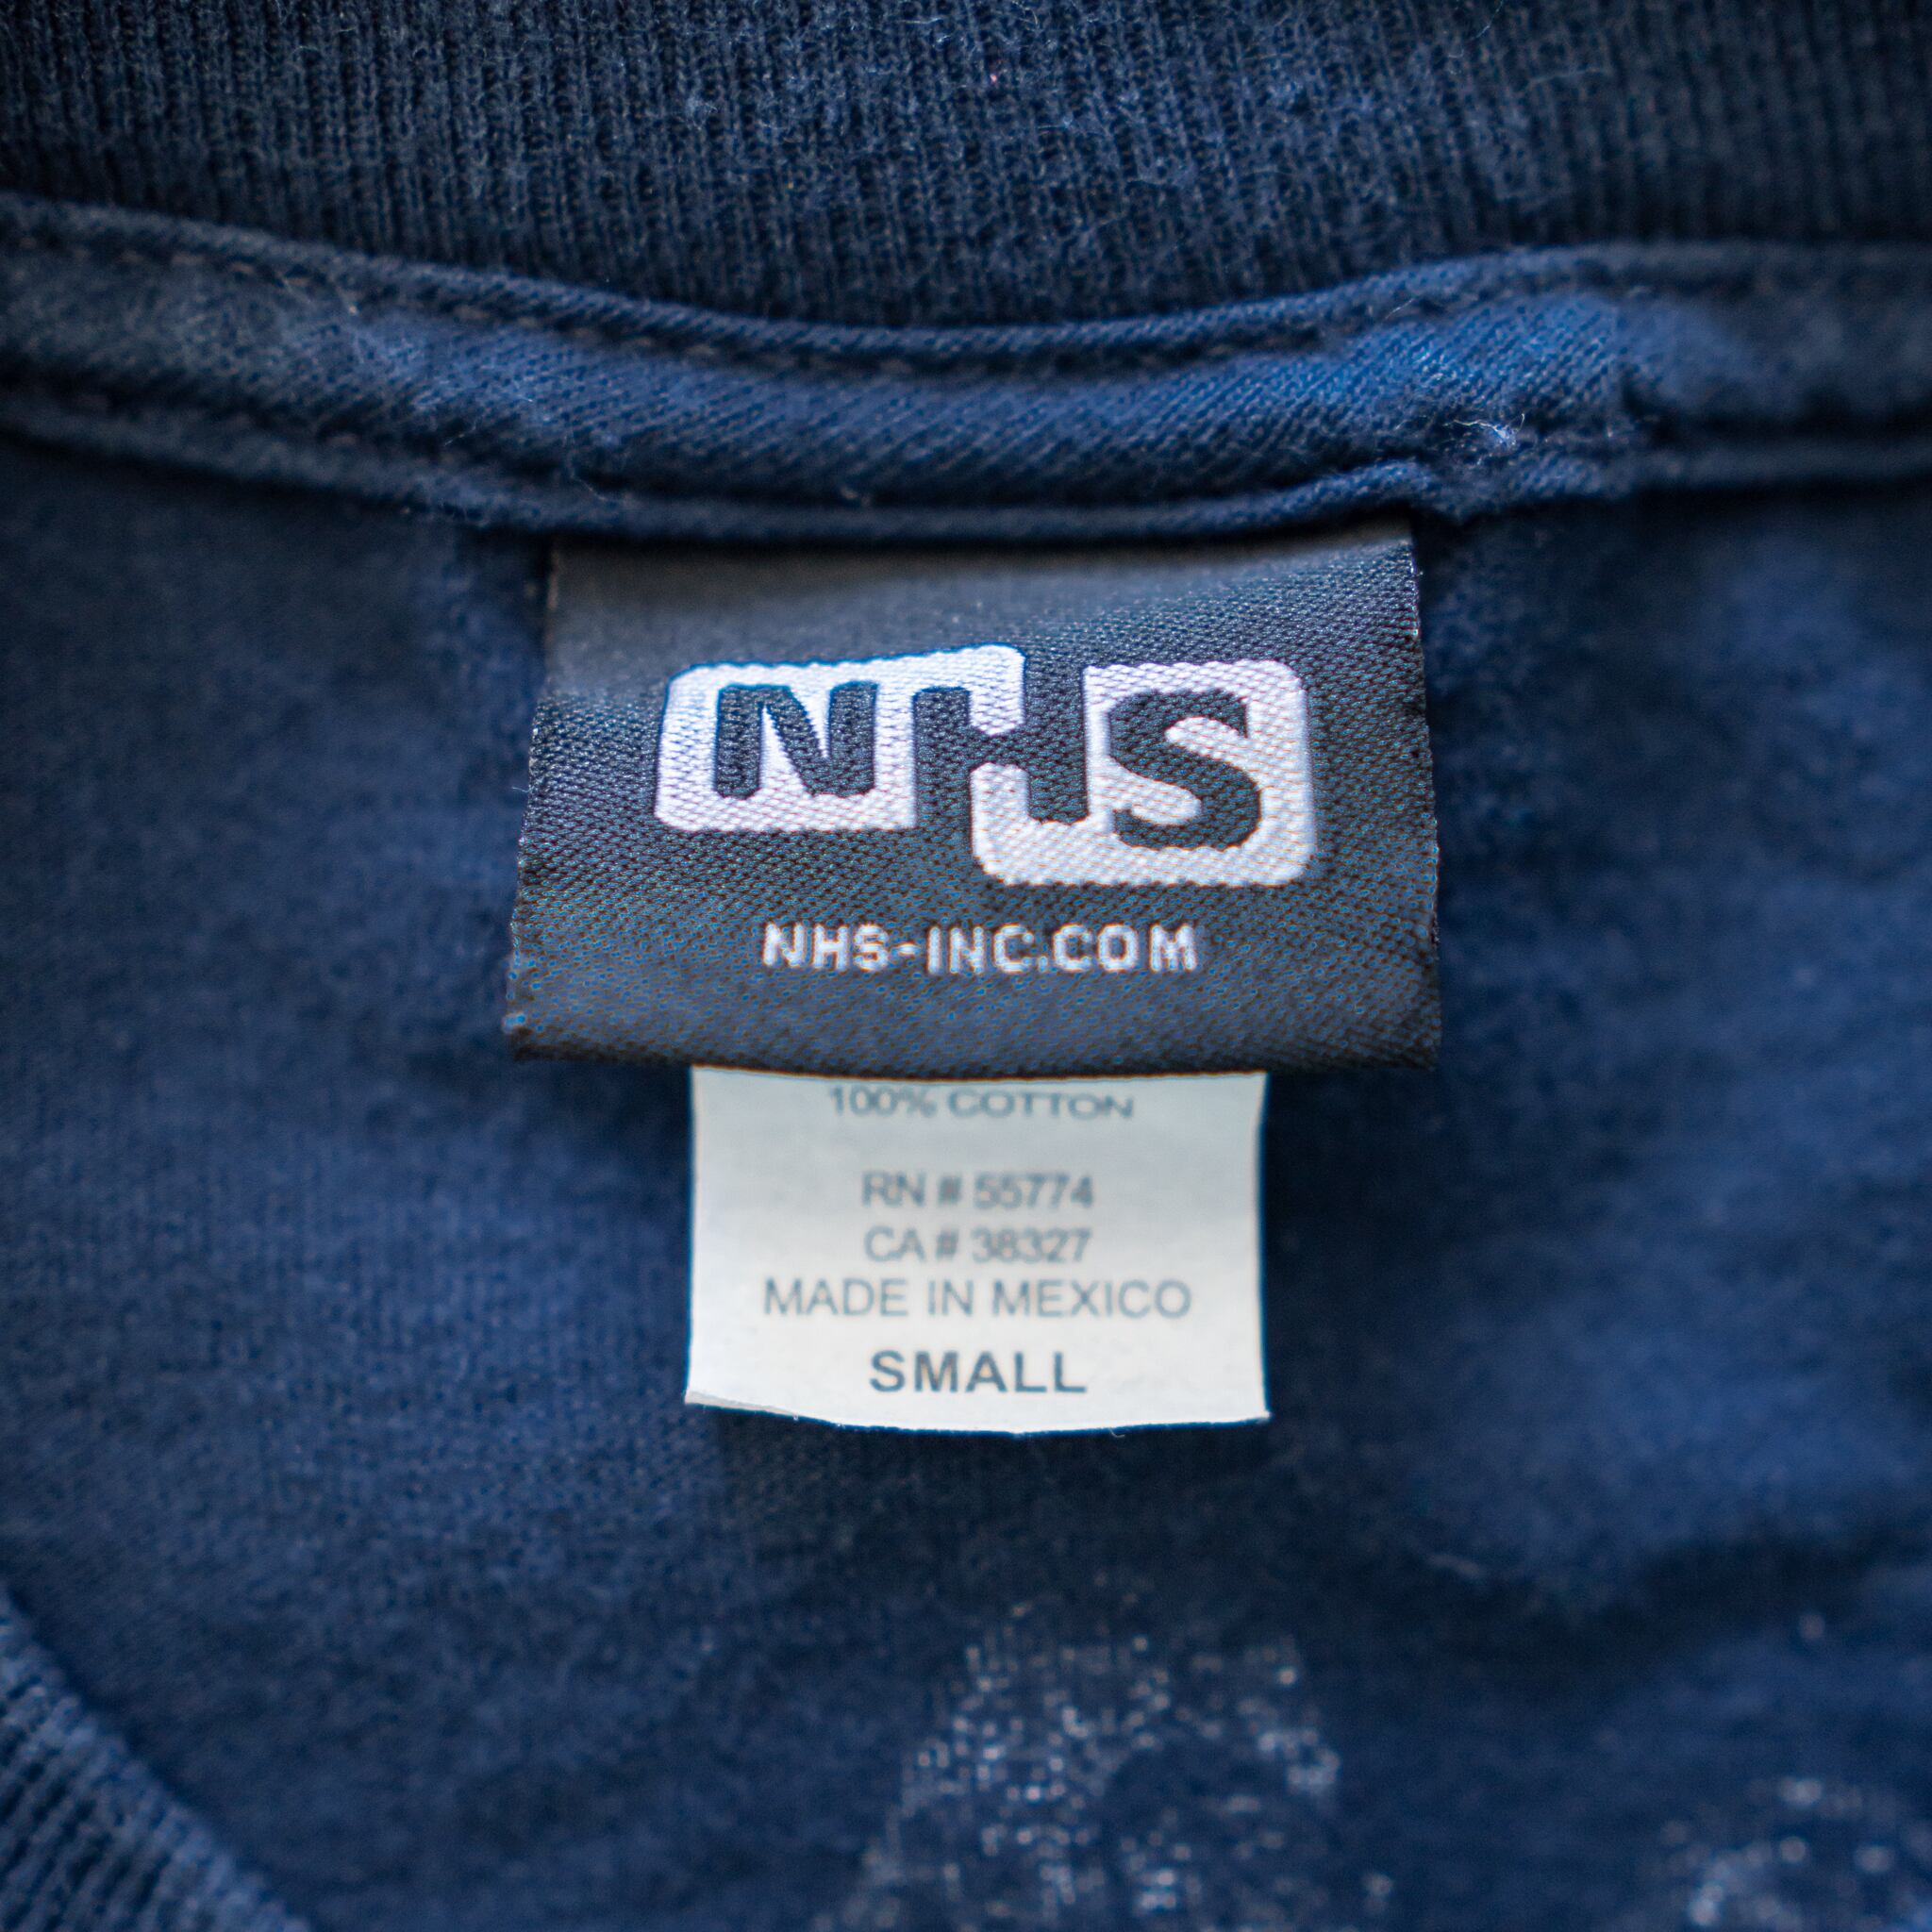 NHS
NHS-INC.COM
100% COTTON
RN # 55774
CA # 38327
MADE IN MEXICO
SMALL